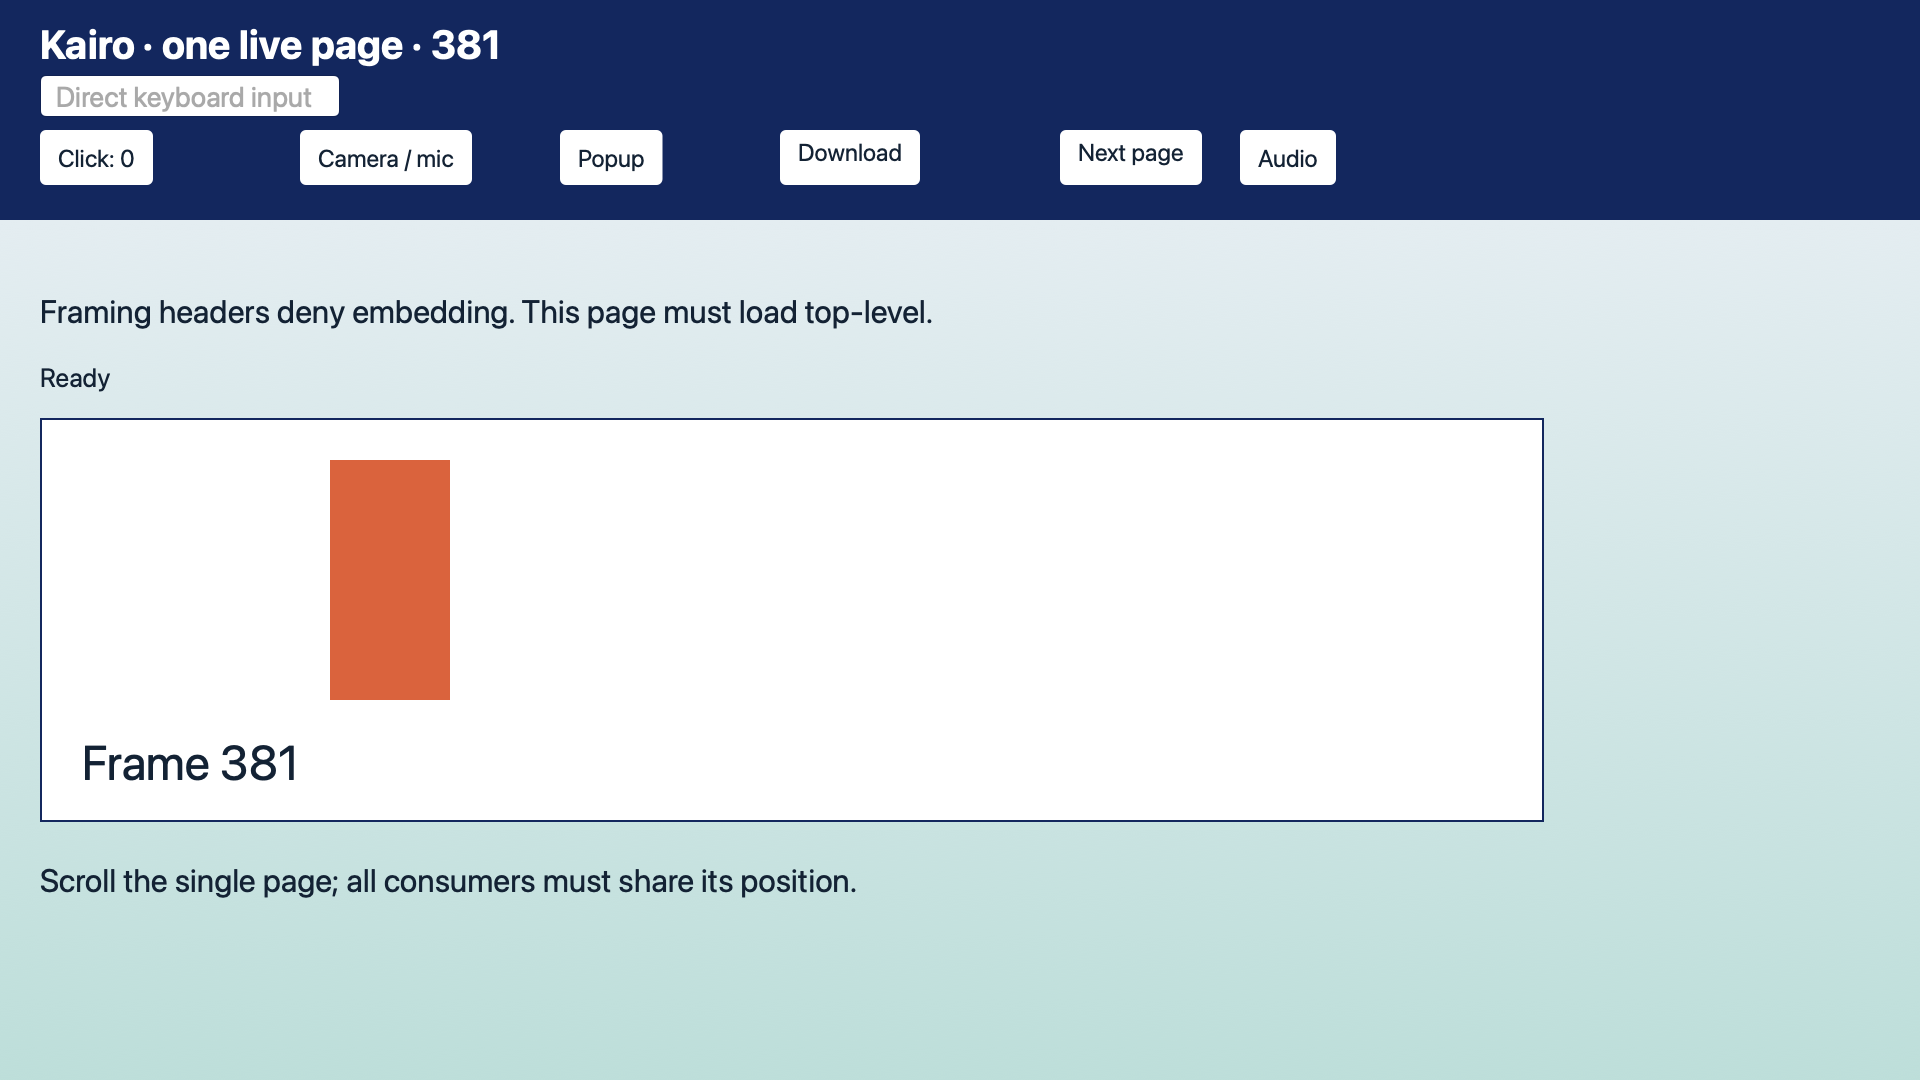 Kairo · one live page · 381
Direct keyboard input
Click: 0
Camera / mic
Popup
Download
Next page
Audio
Framing headers deny embedding. This page must load top-level.
Ready
Frame 381
Scroll the single page; all consumers must share its position.